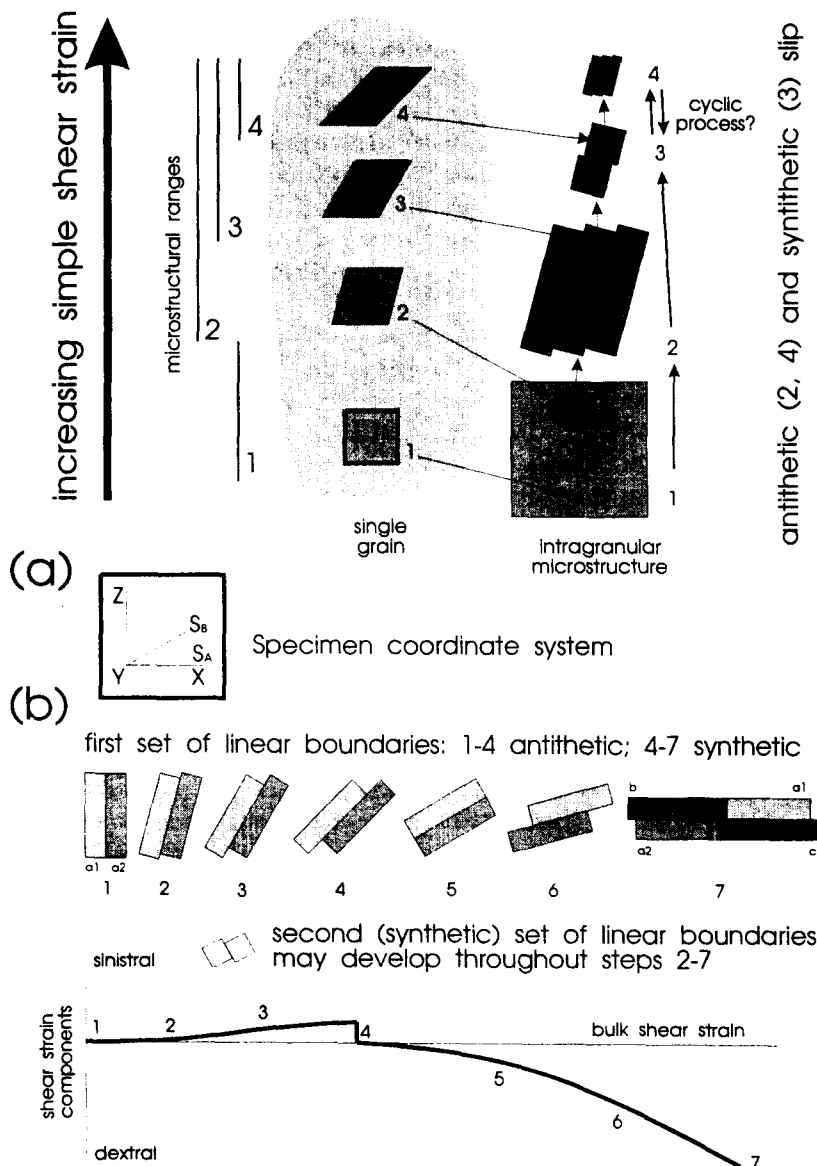 increasing simple shear strain
microstructural ranges
4
3
2
1
4
3
2
1
single
grain
4
cyclic
process?
3
2
1
intragranular
microstructure
antithetic (2, 4) and syntithetic (3) slip
(a)
Z
SB
SA
Y
X
Specimen coordinate system
(b)
first set of linear boundaries: 1-4 antithetic; 4-7 synthetic
a1
a2
b
a1
a2
c
1
2
3
4
5
6
7
sinistral
second (synthetic) set of linear boundaries
may develop throughout steps 2-7
shear strain
components
1
2
3
4
bulk shear strain
5
6
7
dextral